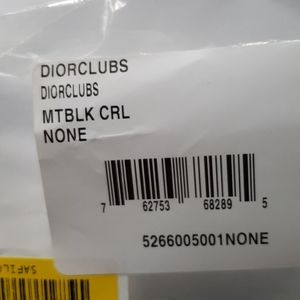 DIORCLUBS
DIORCLUBS
MTBLK CRL
NONE
7 62753 68289 5
5266005001NONE